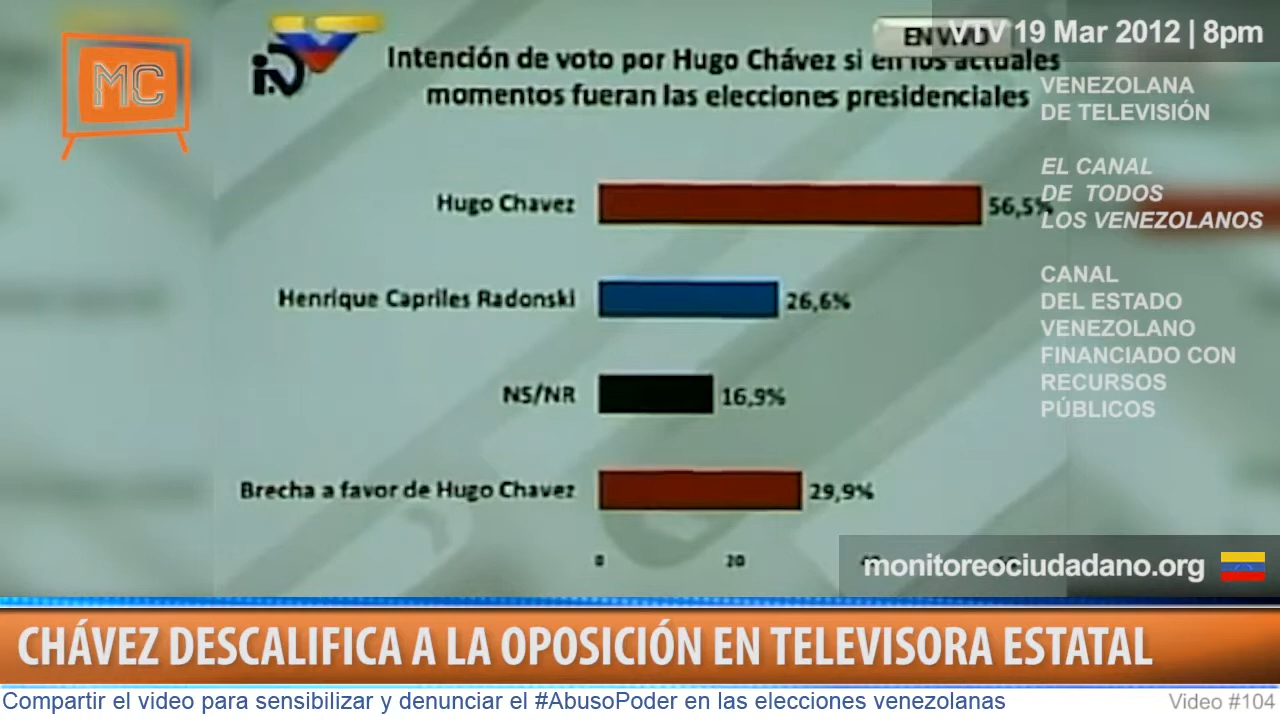 MC
EN VIVO
VTV 19 Mar 2012 | 8pm
Intención de voto por Hugo Chávez si en los actuales
momentos fueran las elecciones presidenciales
VENEZOLANA
DE TELEVISIÓN
EL CANAL
DE TODOS
LOS VENEZOLANOS
CANAL
DEL ESTADO
VENEZOLANO
FINANCIADO CON
RECURSOS
PÚBLICOS
Hugo Chavez 56,5%
Henrique Capriles Radonski 26,6%
NS/NR 16,9%
Brecha a favor de Hugo Chavez 29,9%
0 20
monitoreociudadano.org
CHÁVEZ DESCALIFICA A LA OPOSICIÓN EN TELEVISORA ESTATAL
Compartir el video para sensibilizar y denunciar el #AbusoPoder en las elecciones venezolanas
Video #104